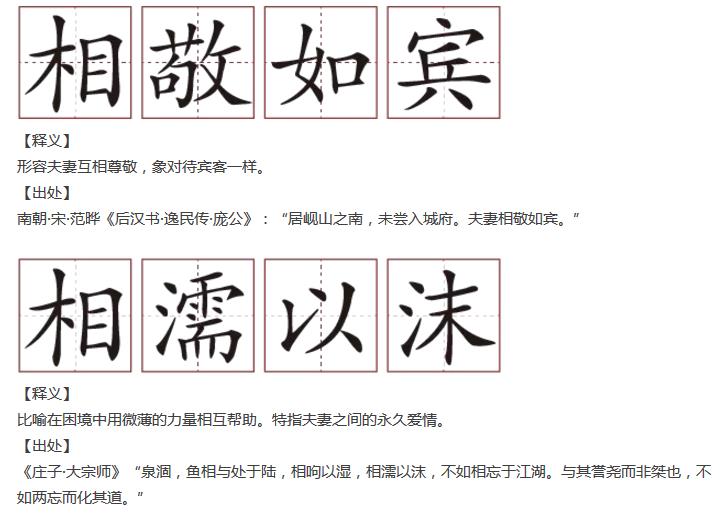 相敬如宾
【释义】
形容夫妻互相尊敬，象对待宾客一样。
【出处】
南朝·宋·范晔《后汉书·逸民传·庞公》：“居岘山之南，未尝入城府。夫妻相敬如宾。”
相濡以沫
【释义】
比喻在困境中用微薄的力量相互帮助。特指夫妻之间的永久爱情。
【出处】
《庄子·大宗师》“泉涸，鱼相与处于陆，相呴以湿，相濡以沫，不如相忘于江湖。与其誉尧而非桀也，不
如两忘而化其道。”